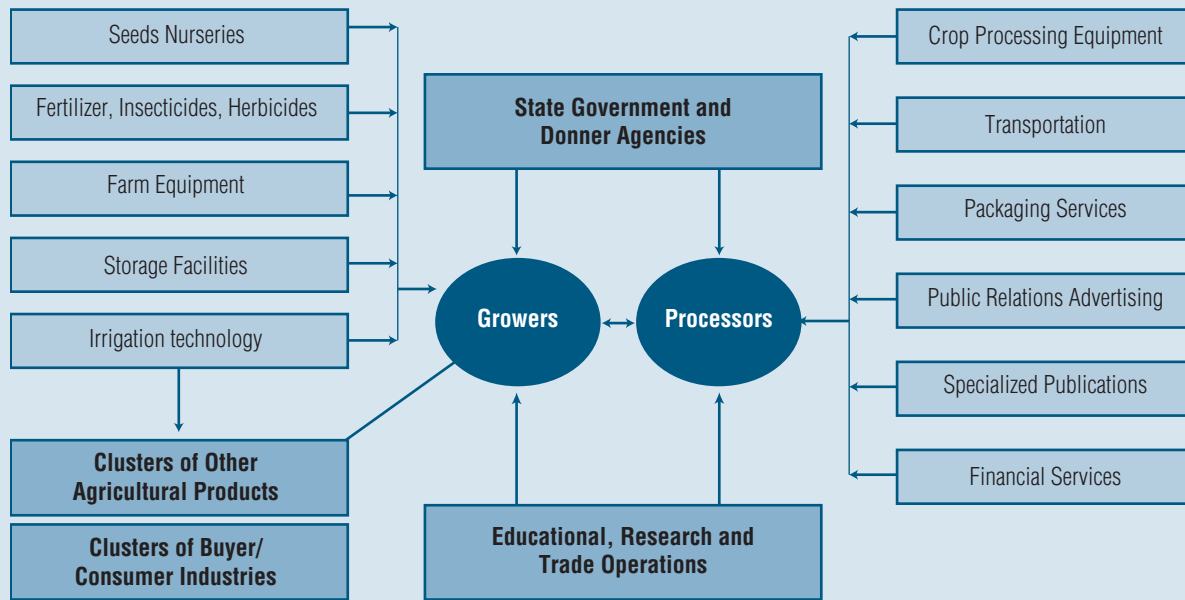 Seeds Nurseries
Fertilizer, Insecticides, Herbicides
Farm Equipment
Storage Facilities
Irrigation technology
Clusters of Other
Agricultural Products
Clusters of Buyer/
Consumer Industries
State Government and
Donner Agencies
Growers
Processors
Educational, Research and
Trade Operations
Crop Processing Equipment
Transportation
Packaging Services
Public Relations Advertising
Specialized Publications
Financial Services